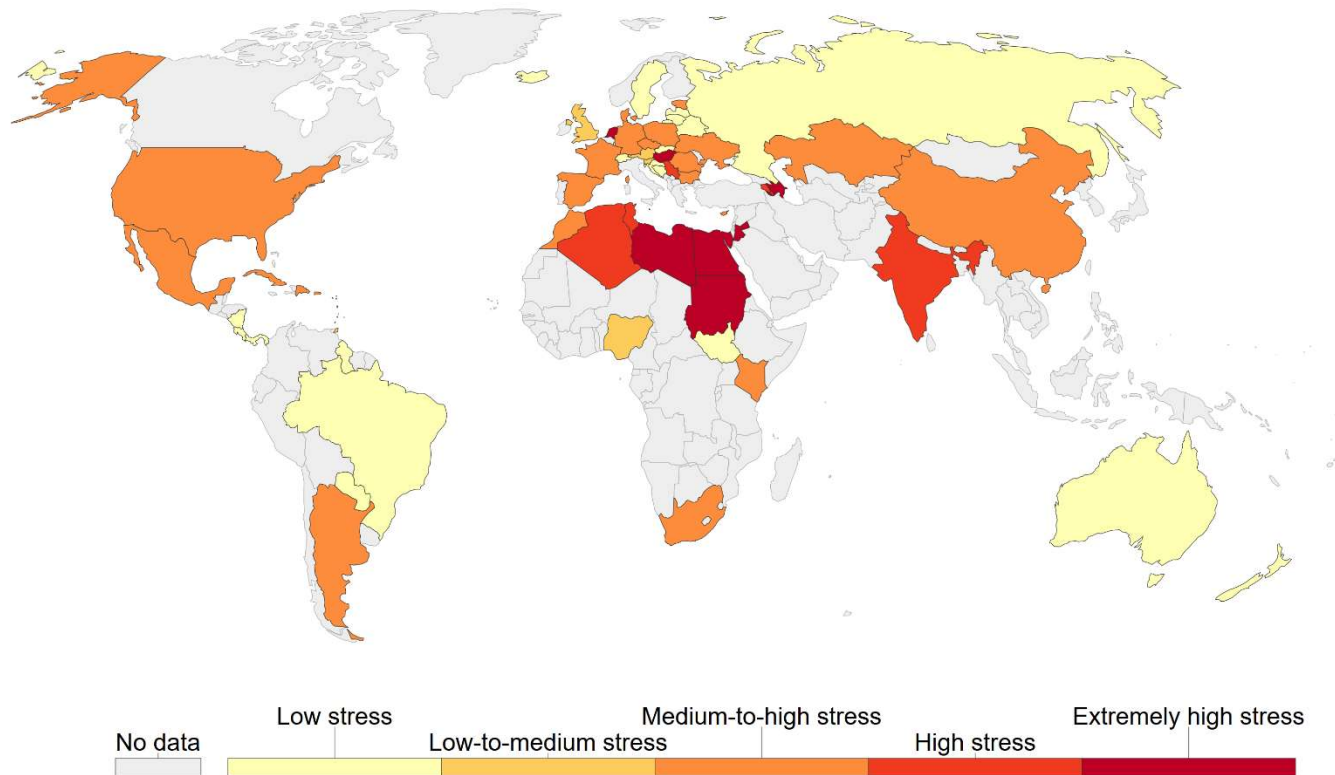 Low stress
Medium-to-high stress
Extremely high stress
No data
Low-to-medium stress
High stress